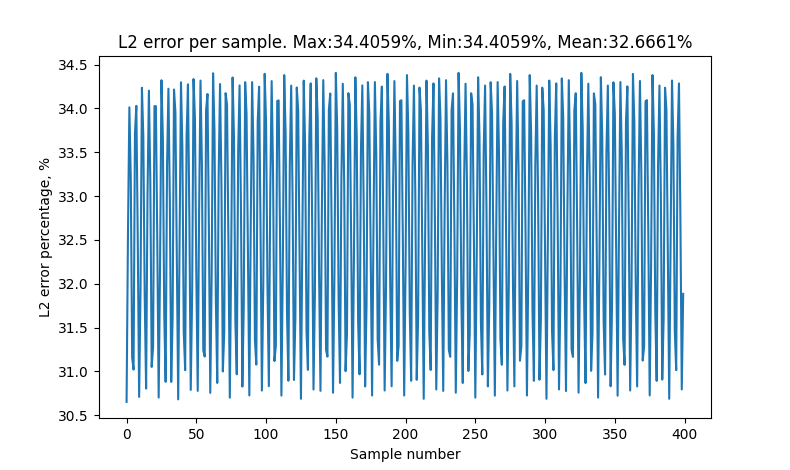 L2 error per sample. Max:34.4059%, Min:34.4059%, Mean:32.6661%
34.5
34.0
33.5
33.0
32.5
32.0
31.5
31.0
30.5
L2 error percentage, %
0 50 100 150 200 250 300 350 400
Sample number